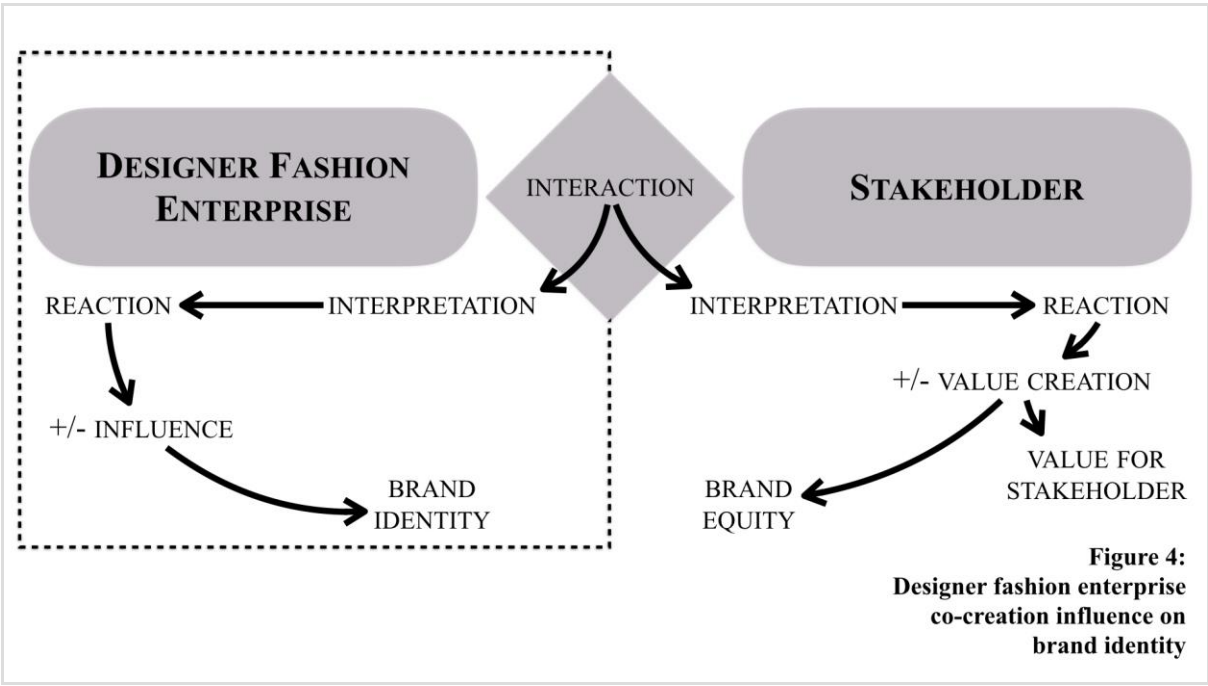 DESIGNER FASHION
ENTERPRISE
INTERACTION
STAKEHOLDER
REACTION
INTERPRETATION
INTERPRETATION
REACTION
+/- INFLUENCE
+/- VALUE CREATION
BRAND
IDENTITY
BRAND
EQUITY
VALUE FOR
STAKEHOLDER
Figure 4:
Designer fashion enterprise
co-creation influence on
brand identity